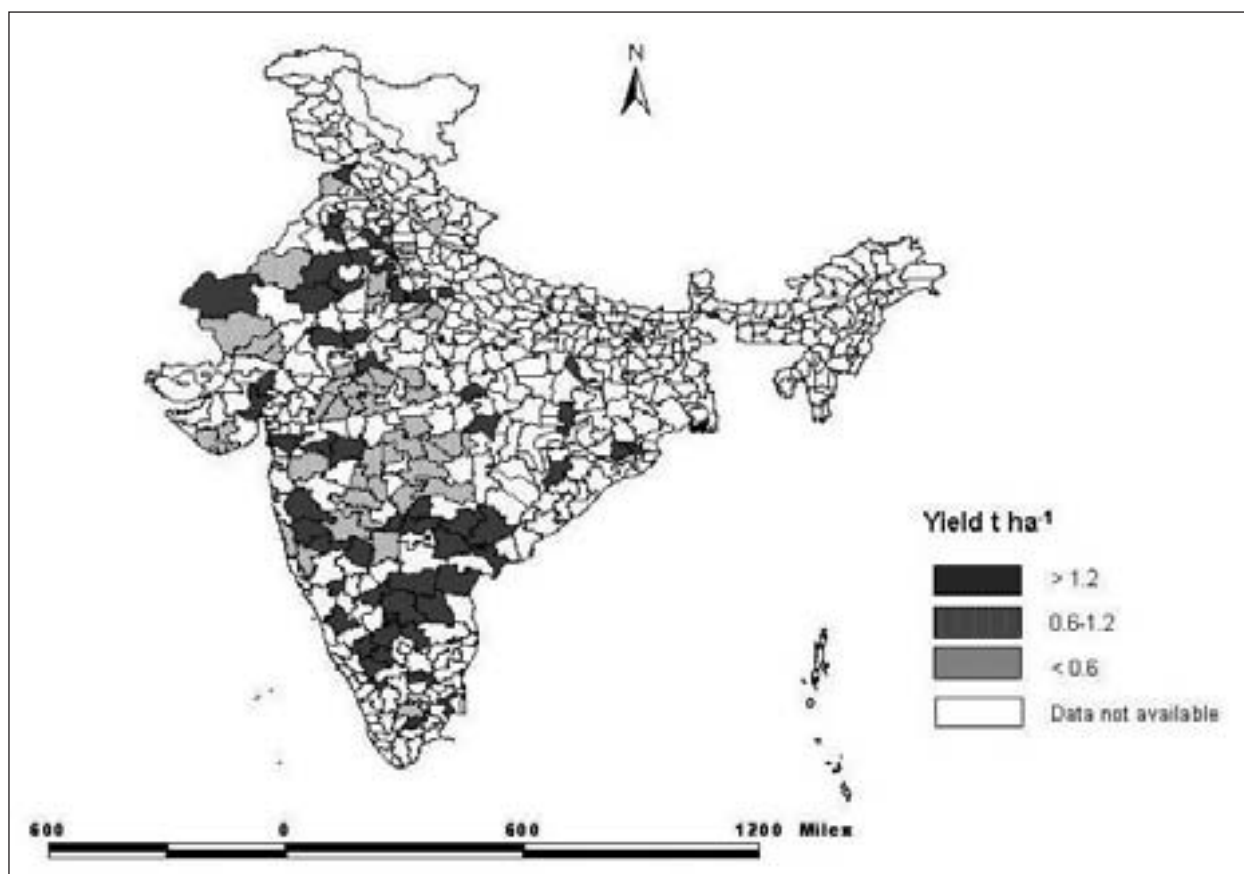 N
Yield t ha-1
> 1.2
0.6-1.2
< 0.6
Data not available
600 0 600 1200 Miles